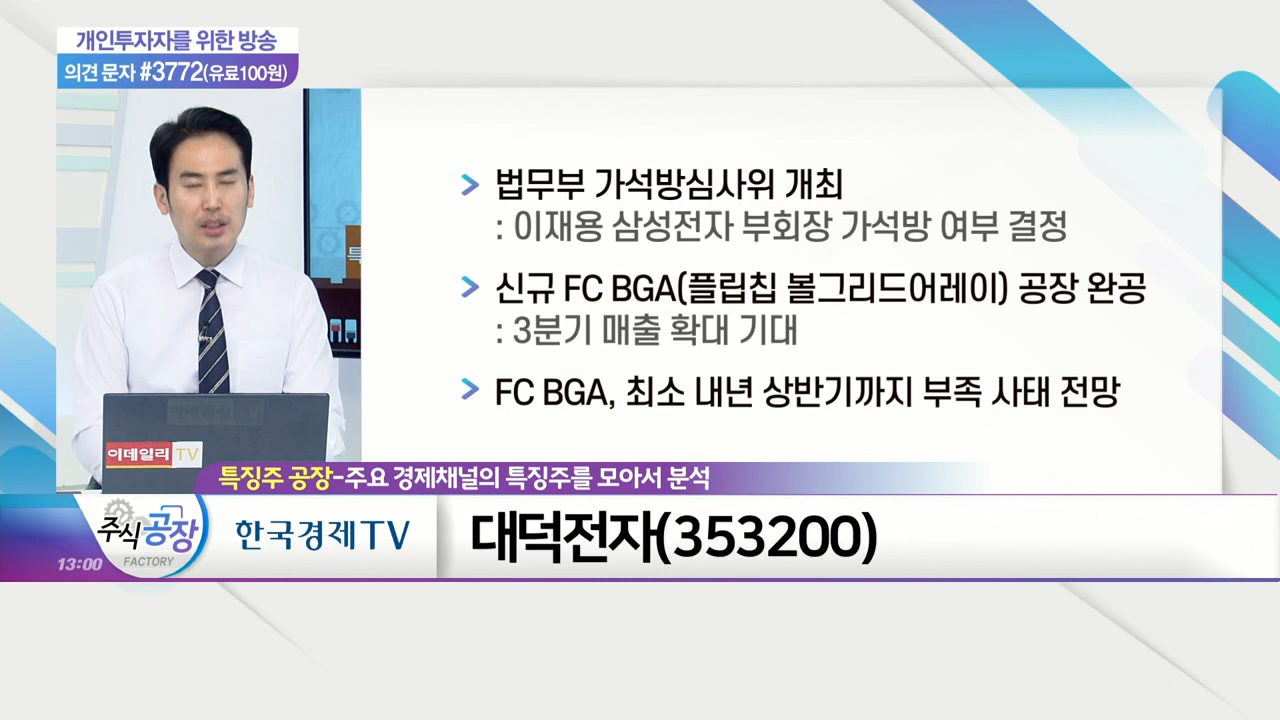 개인투자자를 위한 방송
의견 문자 #3772(유료100원)
> 법무부 가석방심사위 개최
: 이재용 삼성전자 부회장 가석방 여부 결정
> 신규 FC BGA(플립칩 볼그리드어레이) 공장 완공
: 3분기 매출 확대 기대
> FC BGA, 최소 내년 상반기까지 부족 사태 전망
이데일리 TV
특징주 공장-주요 경제채널의 특징주를 모아서 분석
주식공장
FACTORY
13:00
한국경제TV
대덕전자(353200)